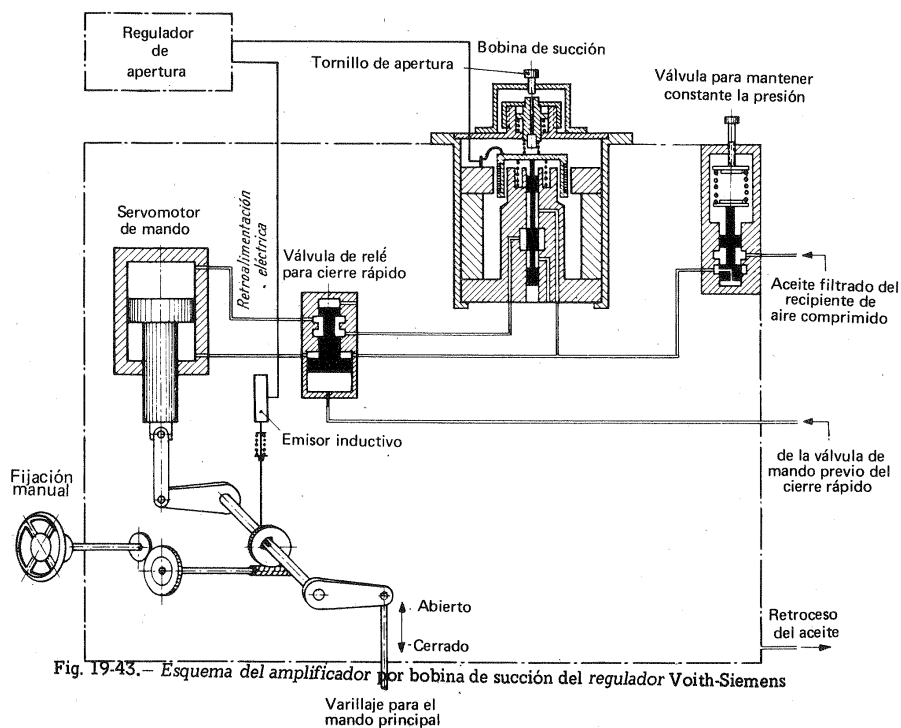 Regulador
de
apertura
Bobina de succión
Tornillo de apertura
Válvula para mantener
constante la presión
Servomotor
de mando
Retroalimentación
eléctrica
Válvula de relé
para cierre rápido
Aceite filtrado del
recipiente de
aire comprimido
Emisor inductivo
de la válvula de
mando previo del
cierre rápido
Fijación
manual
Abierto
Cerrado
Retroceso
del aceite
Fig. 19-43.— Esquema del amplificador por bobina de succión del regulador Voith-Siemens
Varillaje para el
mando principal